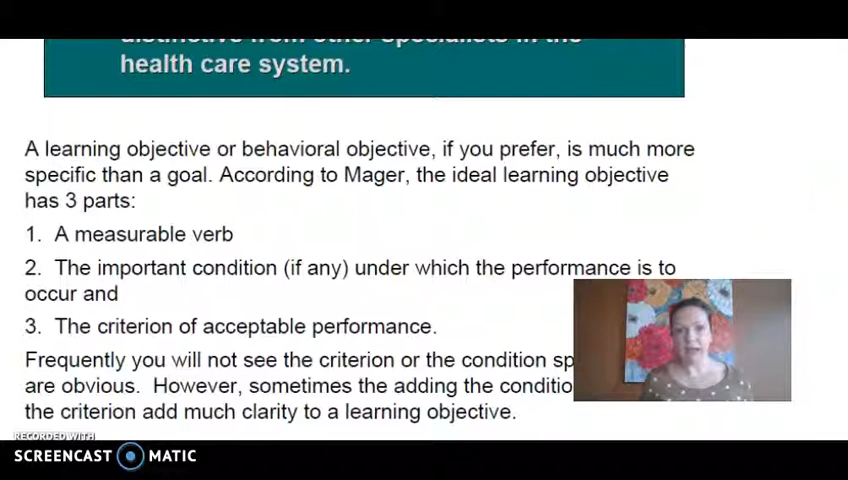 distinctive from other specialists in the
health care system.
A learning objective or behavioral objective, if you prefer, is much more
specific than a goal. According to Mager, the ideal learning objective
has 3 parts:
1. A measurable verb
2. The important condition (if any) under which the performance is to
occur and
3. The criterion of acceptable performance.
Frequently you will not see the criterion or the condition
are obvious. However, sometimes the adding the
the criterion add much clarity to a learning objective.
RECORDED WITH
SCREENCAST MATIC